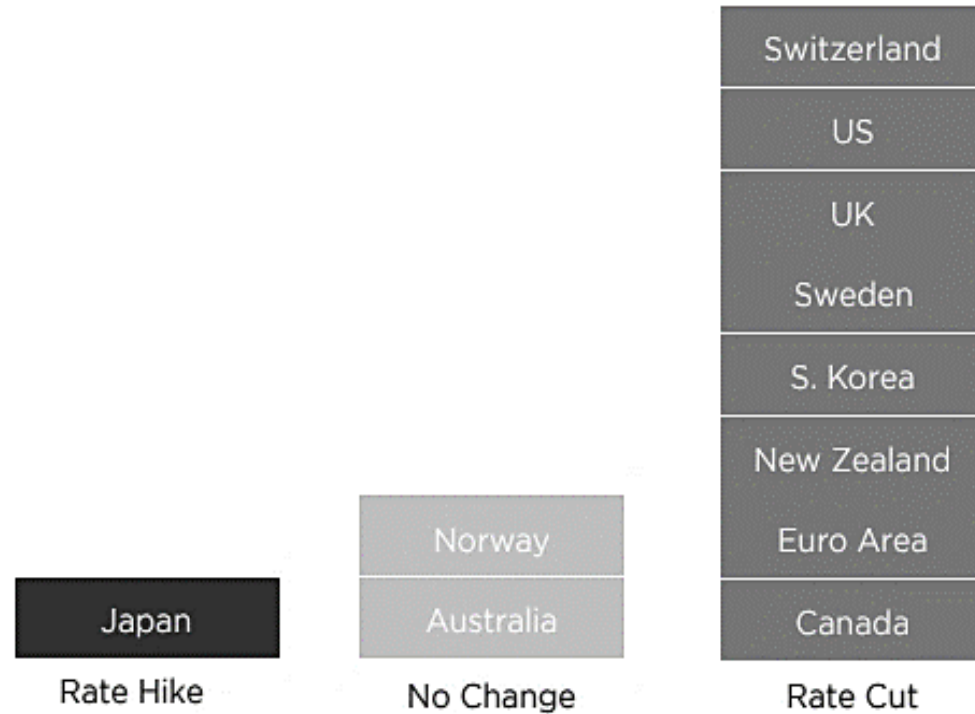 Switzerland
US
UK
Sweden
S. Korea
New Zealand
Norway
Euro Area
Japan
Australia
Canada
Rate Hike
No Change
Rate Cut